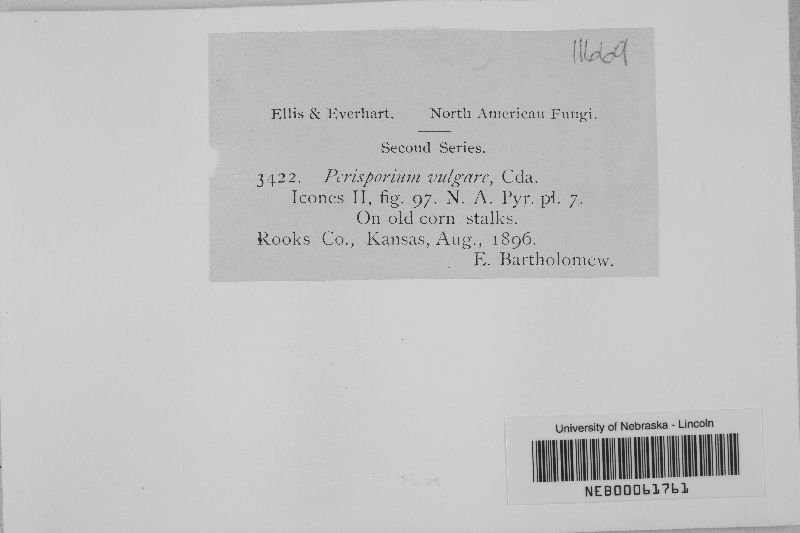 Ellis & Everhart. North American Fungi.
Second Series.
3422. Perisporium vulgare, Cda.
Icones II, fig. 97. N. A. Pyr. pl. 7.
On old corn stalks.
Rooks Co., Kansas, Aug., 1896.
E. Bartholomew.
University of Nebraska - Lincoln
NEB00061761